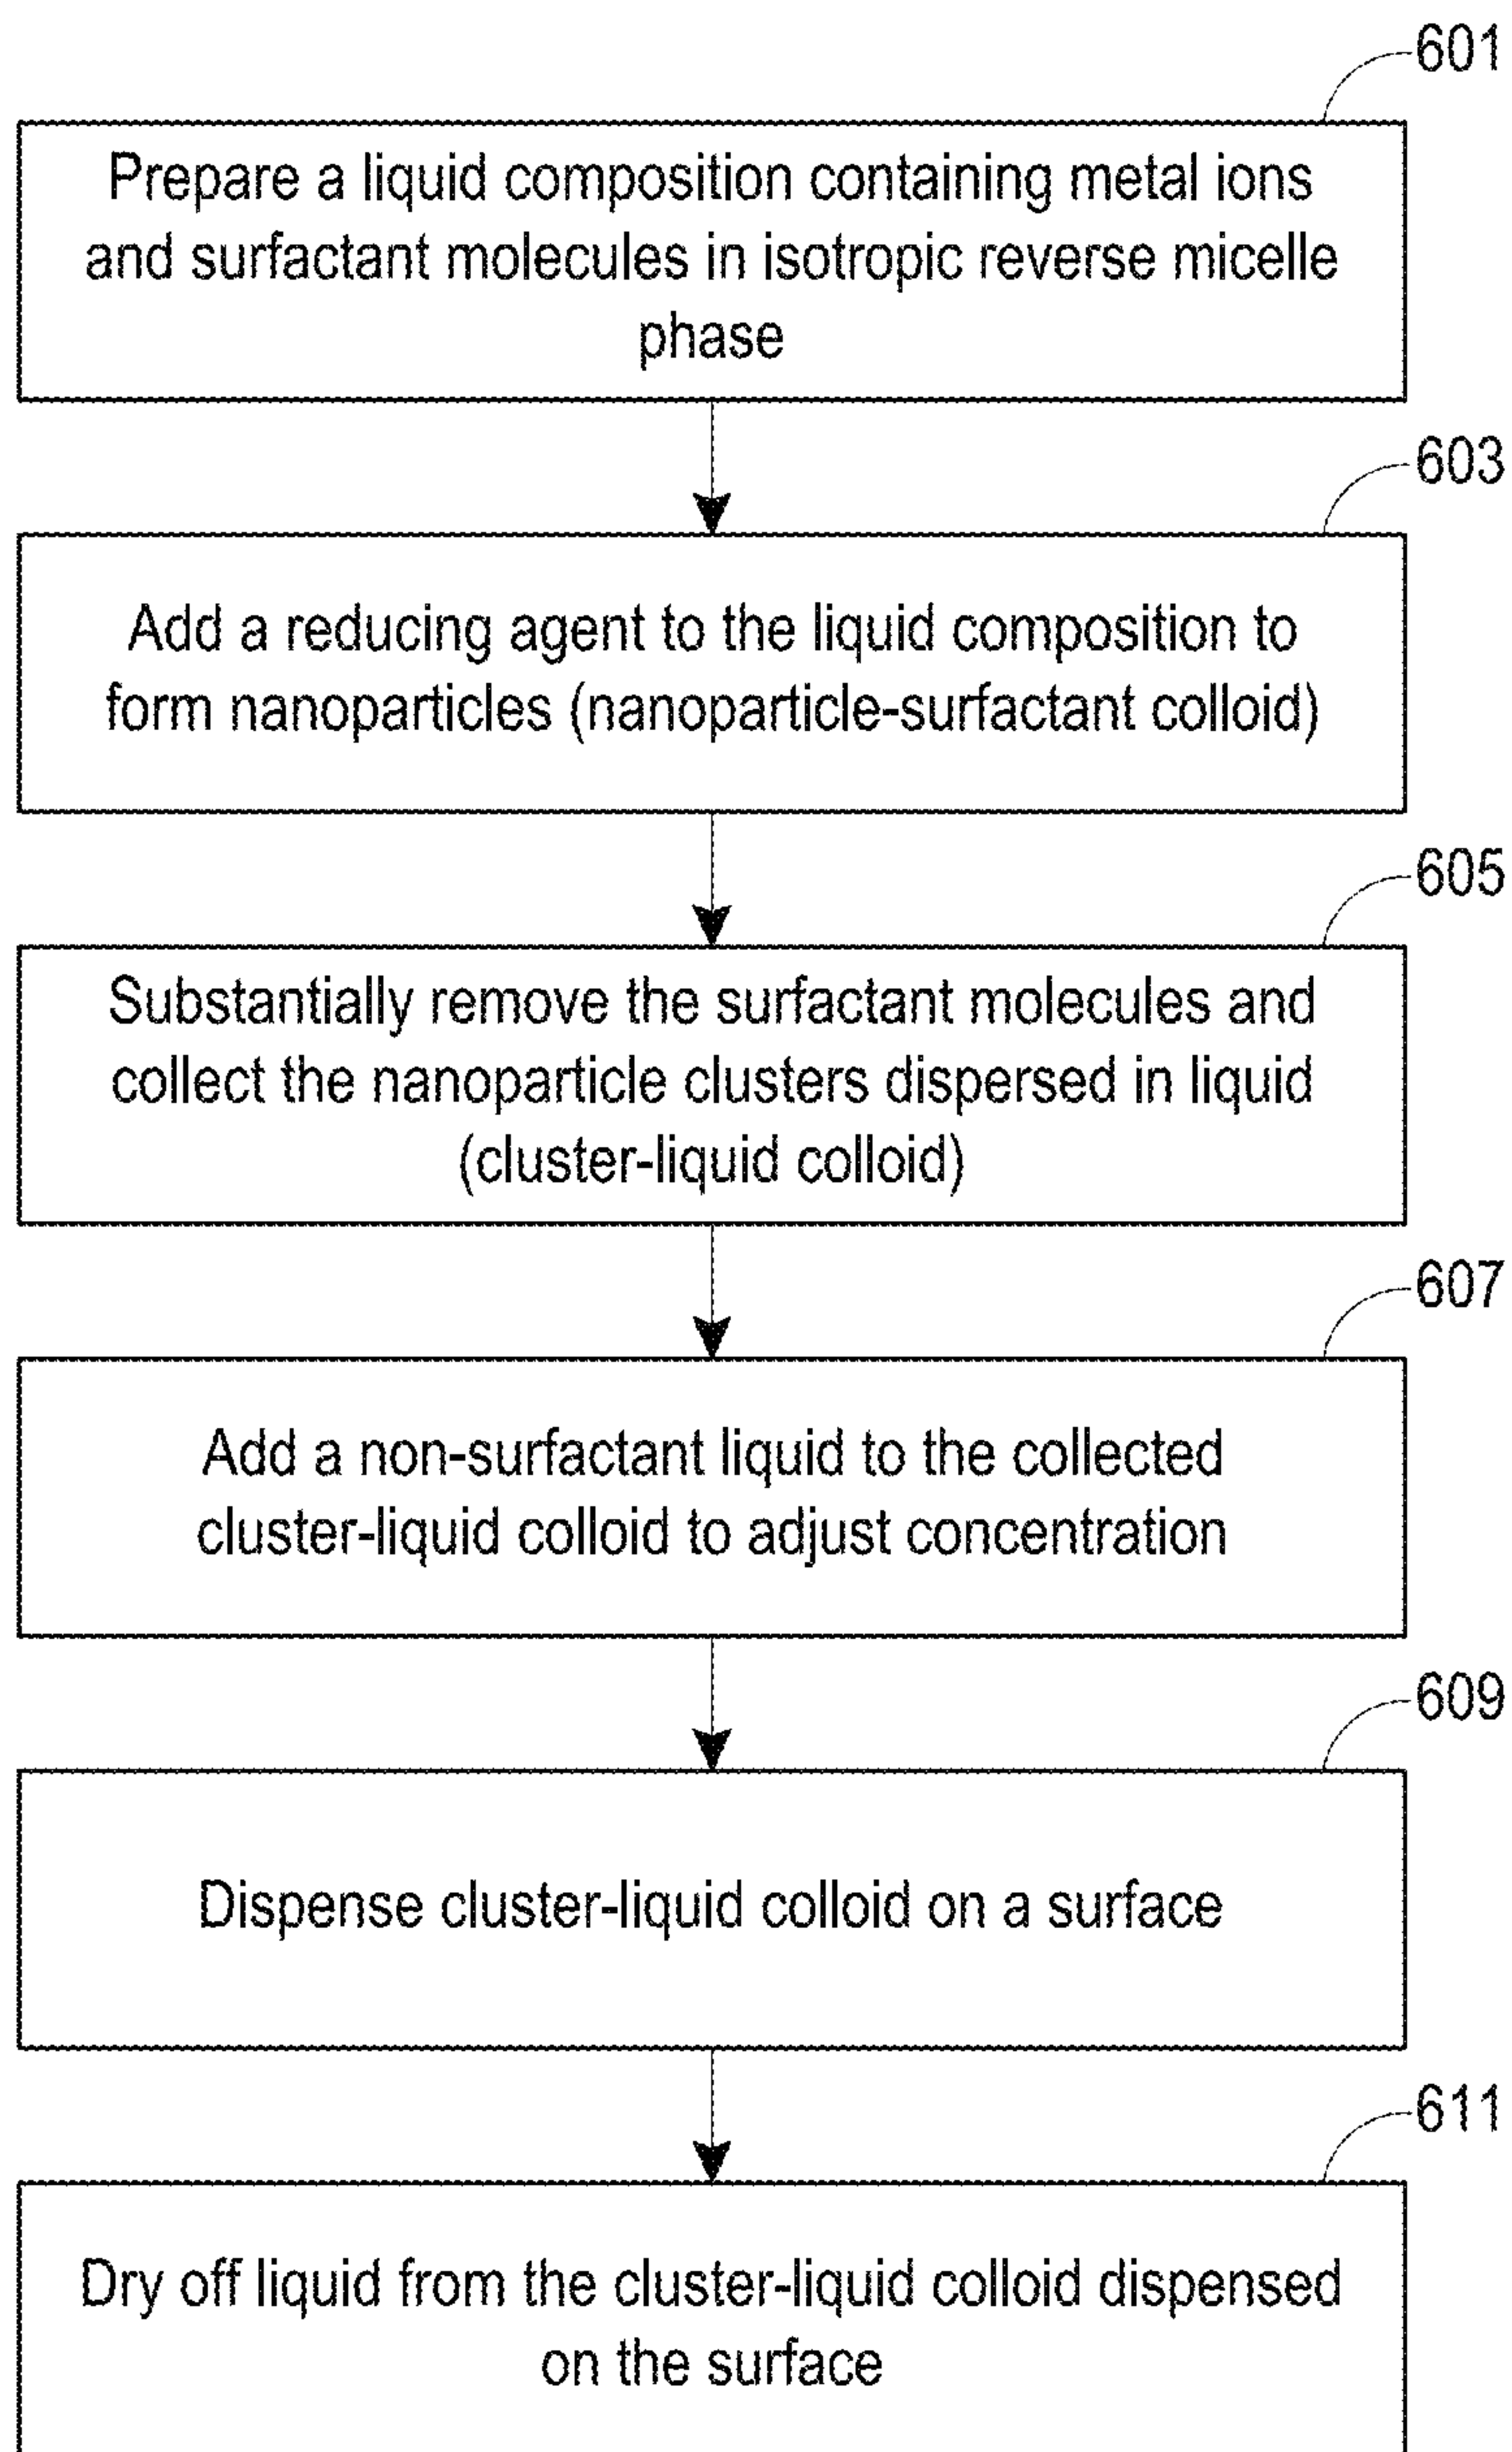 601
Prepare a liquid composition containing metal ions
and surfactant molecules in isotropic reverse micelle
phase
603
Add a reducing agent to the liquid composition to
form nanoparticles (nanoparticle-surfactant colloid)
605
Substantially remove the surfactant molecules and
collect the nanoparticle clusters dispersed in liquid
(cluster-liquid colloid)
607
Add a non-surfactant liquid to the collected
cluster-liquid colloid to adjust concentration
609
Dispense cluster-liquid colloid on a surface
611
Dry off liquid from the cluster-liquid colloid dispensed
on the surface